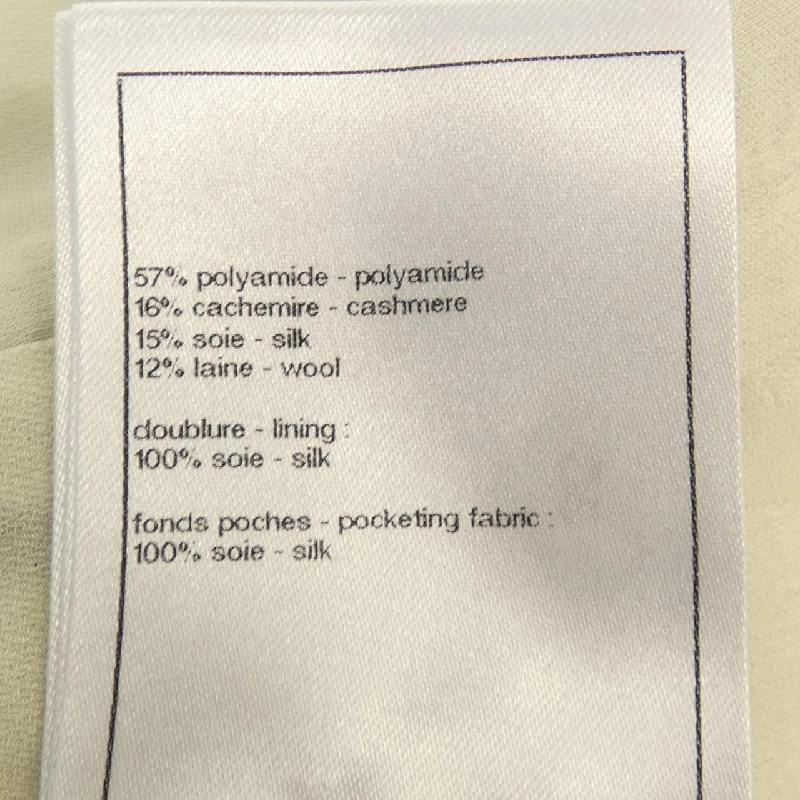 57% polyamide - polyamide
16% cachemire - cashmere
15% soie - silk
12% laine - wool
doublure - lining :
100% soie - silk
fonds poches - pocketing fabric :
100% soie - silk